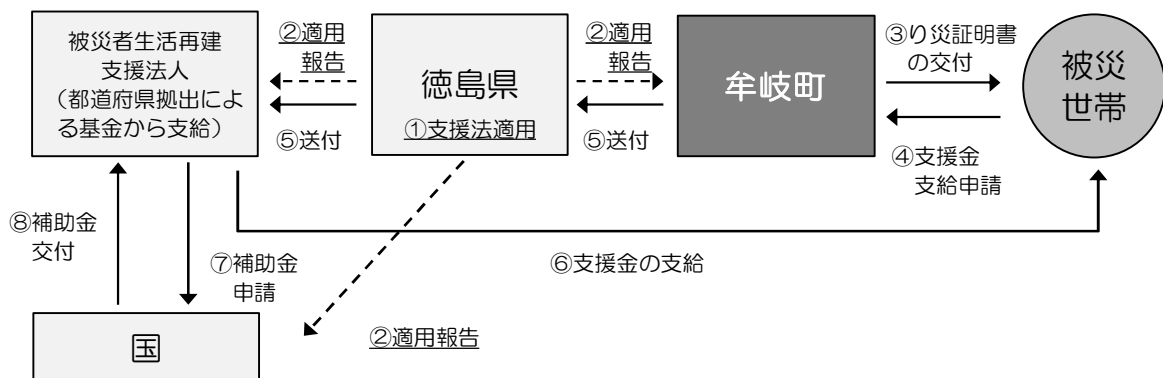 被災者生活再建
支援法人
（都道府県拠出によ
る基金から支給）
②適用
報告
⑤送付
徳島県
①支援法適用
②適用
報告
⑤送付
牟岐町
③り災証明書
の交付
④支援金
支給申請
被災
世帯
⑧補助金
交付
⑦補助金
申請
⑥支援金の支給
②適用報告
国